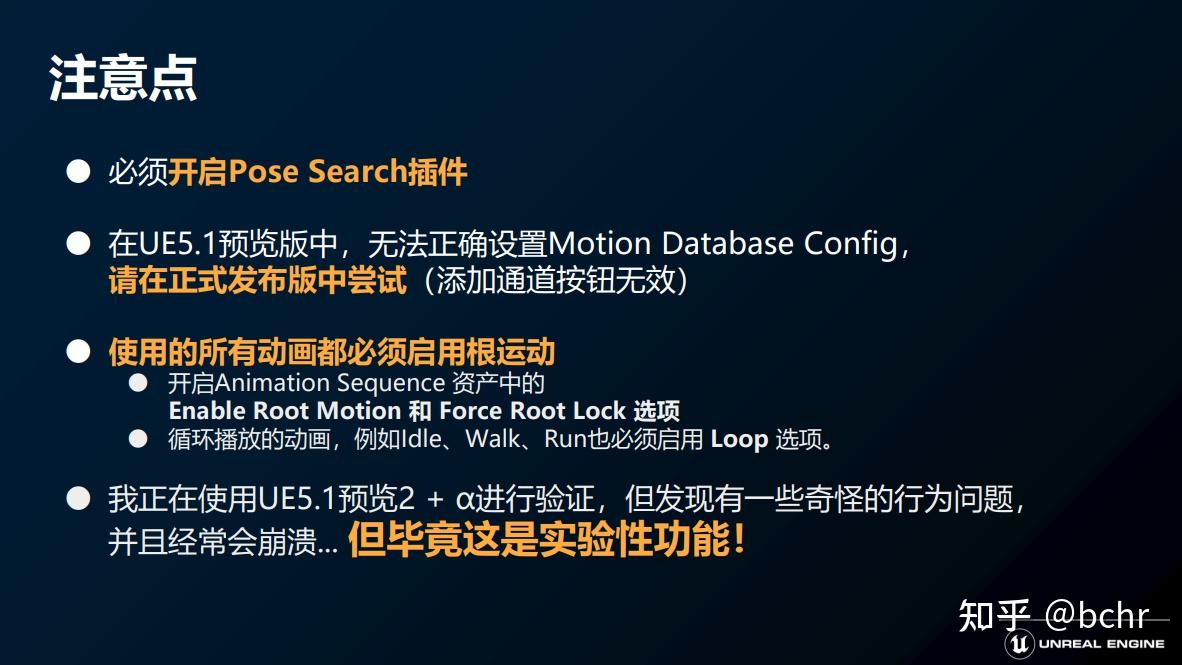 注意点
必须开启Pose Search插件
在UE5.1预览版中，无法正确设置Motion Database Config，
请在正式发布版中尝试（添加通道按钮无效）
使用的所有动画都必须启用根运动
开启Animation Sequence 资产中的
Enable Root Motion 和 Force Root Lock 选项
循环播放的动画，例如Idle、Walk、Run也必须启用 Loop 选项。
我正在使用UE5.1预览2 + α进行验证，但发现有一些奇怪的行为问题，
并且经常会崩溃... 但毕竟这是实验性功能！
知乎 @bchr
UNREAL ENGINE